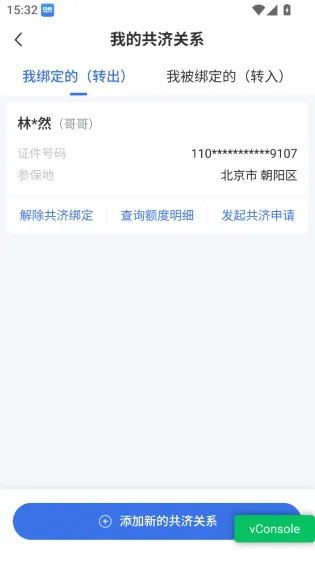 15:32
我的共济关系
我绑定的（转出） 我被绑定的（转入）
林*然（哥哥）
证件号码 110***********9107
参保地 北京市 朝阳区
解除共济绑定 查询额度明细 发起共济申请
添加新的共济关系
vConsole